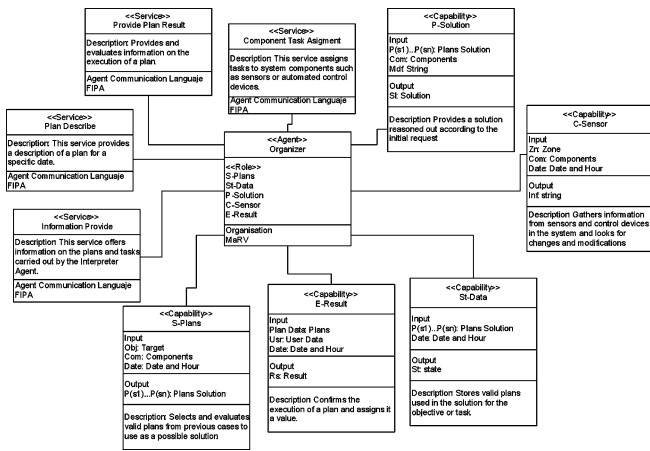 <<Service>>
Provide Plan Result
Description: Provides and
evaluates information on the
execution of a plan.
Agent Communication Languaje
FIPA
<<Service>>
Component Task Asigment
Description: This service assigns
tasks to system components such
as sensors or automated control
devices.
Agent Communication Languaje
FIPA
<<Capability>>
P-Solution
Input
P(s1)...P(sn): Plans Solution
Com: Components
Mdf: String
Output
Sl: Solution
Description: Provides a solution
reasoned out according to the
initial request
<<Service>>
Plan Describe
Description: This service provides
a description of a plan for a
specific date.
Agent Communication Languaje
FIPA
<<Agent>>
Organizer
<<Role>>
S-Plans
St-Data
P-Solution
C-Sensor
E-Result
Organisation
MaRV
<<Capability>>
C-Sensor
Input
Zn: Zone
Com: Components
Date: Date and Hour
Output
Inf: string
Description: Gathers information
from sensors and control devices
in the system and looks for
changes and modifications
<<Service>>
Information Provide
Description: This service offers
information on the plans and tasks
carried out by the Interpreter
Agent.
Agent Communication Languaje
FIPA
<<Capability>>
S-Plans
Input
Obj: Target
Com: Components
Date: Date and Hour
Output
P(s1)...P(sn): Plans Solution
Description: Selects and evaluates
valid plans from previous cases to
use as a possible solution
<<Capability>>
E-Result
Input
Plan Data: Plans
Usr: User Data
Date: Date and Hour
Output
Rs: Result
Description: Confirms the
execution of a plan and assigns it
a value.
<<Capability>>
St-Data
Input
P(s1)...P(sn): Plans Solution
Date: Date and Hour
Output
St: state
Description: Stores valid plans
used in the solution for the
objective or task